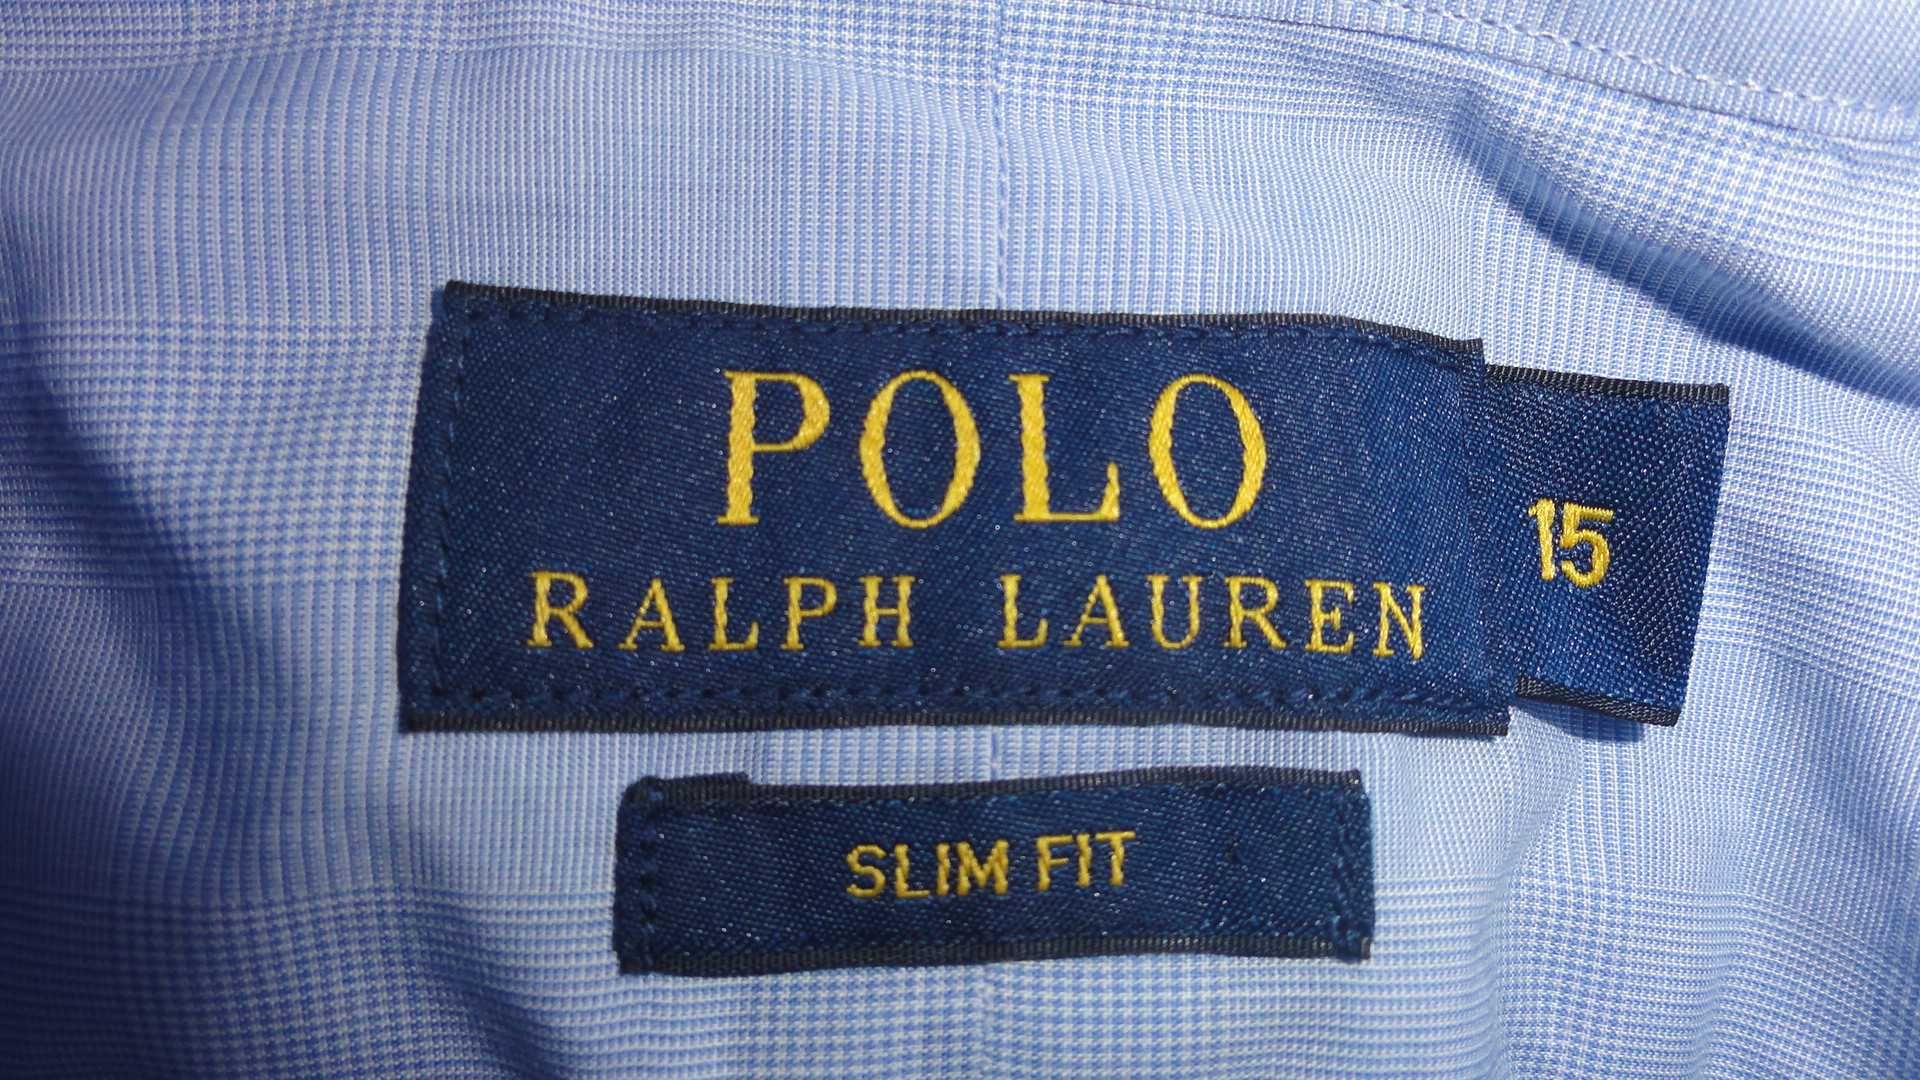 POLO
RALPH LAUREN
15
SLIM FIT